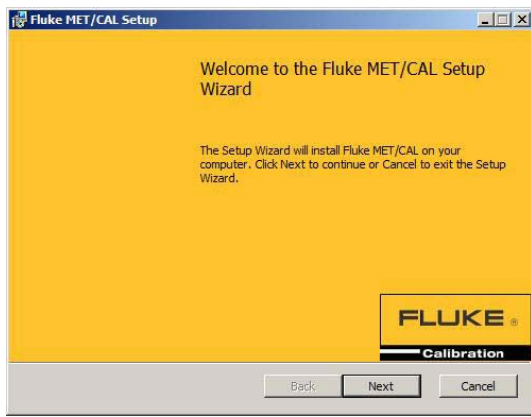 Fluke MET/CAL Setup
Welcome to the Fluke MET/CAL Setup
Wizard
The Setup Wizard will install Fluke MET/CAL on your
computer. Click Next to continue or Cancel to exit the Setup
Wizard.
FLUKE ®
Calibration
Back Next Cancel